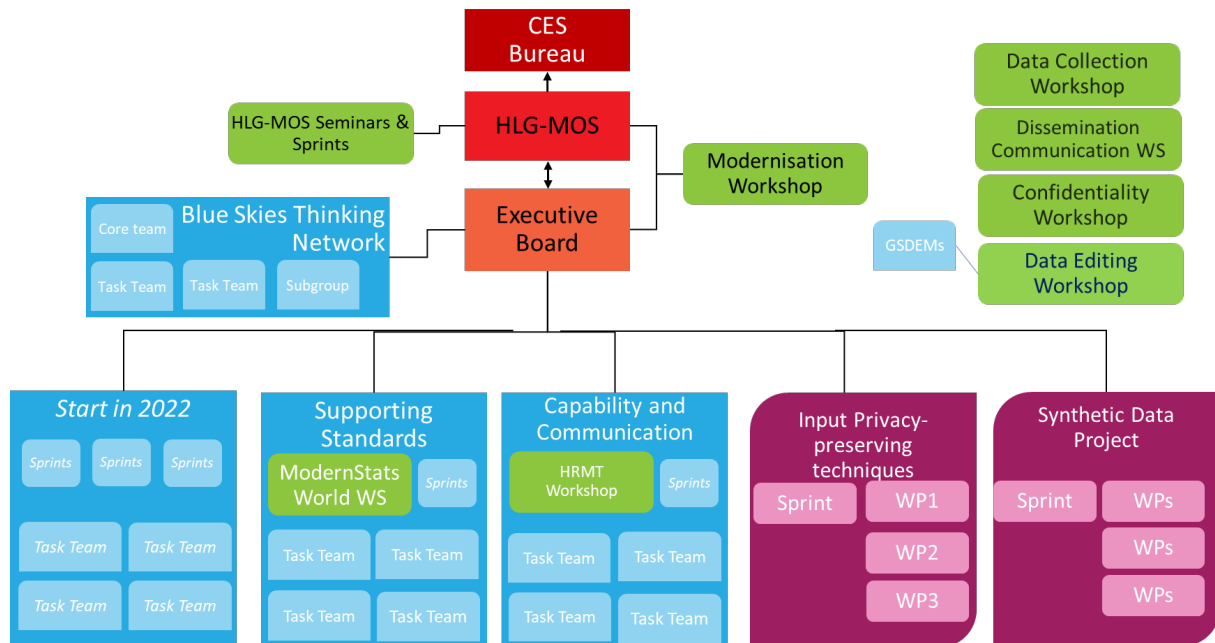 CES
Bureau
HLG-MOS
HLG-MOS Seminars &
Sprints
Modernisation
Workshop
Executive
Board
Data Collection
Workshop
Dissemination
Communication WS
Confidentiality
Workshop
GSDEMs
Data Editing
Workshop
Blue Skies Thinking
Network
Core team
Task Team
Task Team
Subgroup
Start in 2022
Sprints
Sprints
Sprints
Task Team
Task Team
Task Team
Task Team
Supporting
Standards
ModernStats
World WS
Sprints
Task Team
Task Team
Task Team
Task Team
Capability and
Communication
HRMT
Workshop
Sprints
Task Team
Task Team
Task Team
Task Team
Input Privacy-
preserving
techniques
Sprint
WP1
WP2
WP3
Synthetic Data
Project
Sprint
WPs
WPs
WPs